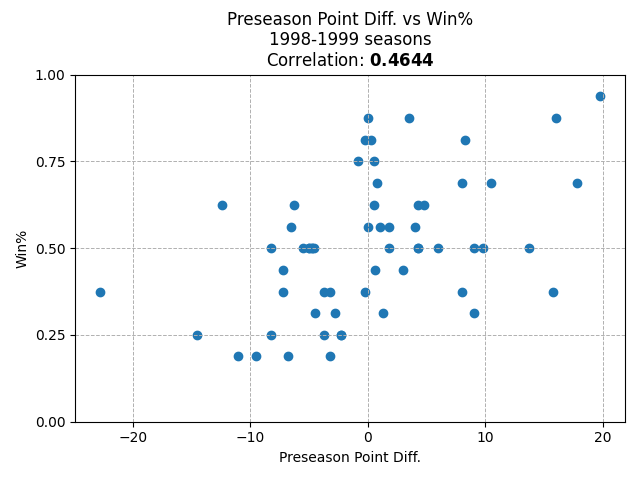 Preseason Point Diff. vs Win%
1998-1999 seasons
Correlation: 0.4644
1.00
0.75
0.50
0.25
0.00
Win%
−20
−10
0
10
20
Preseason Point Diff.